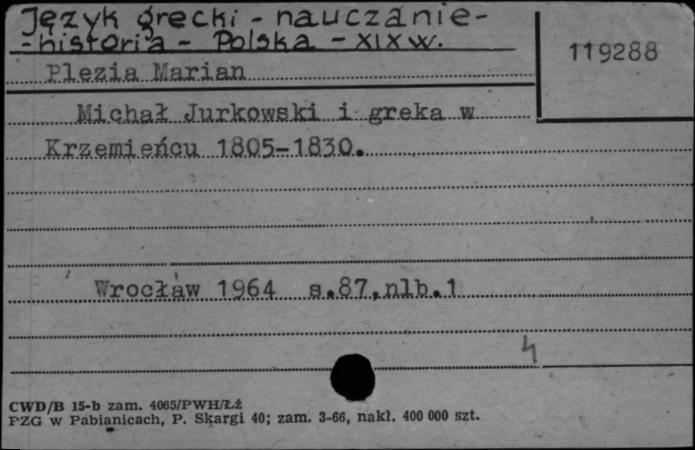 Język grecki - nauczanie-
- historia - Polska - XIX w.
119288
Plezia Marian
Michał Jurkowski i greka w
Krzemieńcu 1805-1830.
Wrocław 1964 s.87,nlb.1
4
CWD/B 15-b zam. 4065/PWH/Łź
PZG w Pabianicach, P. Skargi 40; zam. 3-66, nakł. 400 000 szt.